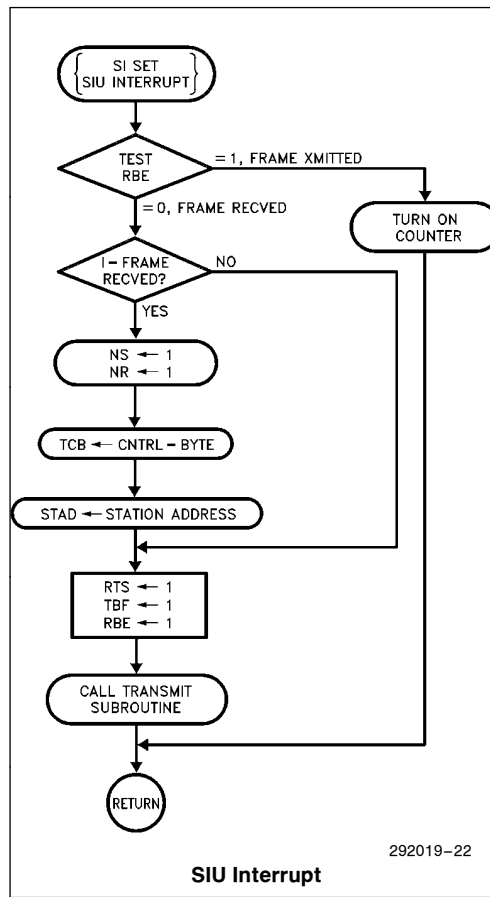 SI SET
SIU INTERRUPT
TEST
RBE
= 1, FRAME XMITTED
= 0, FRAME RECVED
TURN ON
COUNTER
I – FRAME
RECVED?
NO
YES
NS ← 1
NR ← 1
TCB ← CNTRL – BYTE
STAD ← STATION ADDRESS
RTS ← 1
TBF ← 1
RBE ← 1
CALL TRANSMIT
SUBROUTINE
RETURN
292019–22
SIU Interrupt